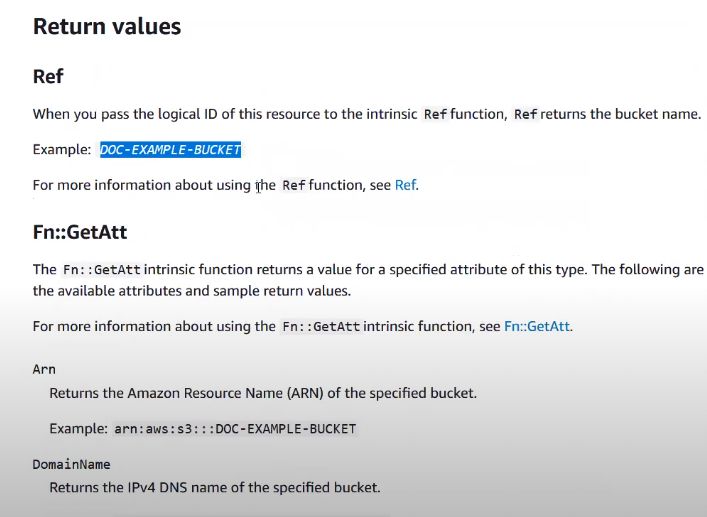 Return values
Ref
When you pass the logical ID of this resource to the intrinsic Ref function, Ref returns the bucket name.
Example: DOC-EXAMPLE-BUCKET
For more information about using the Ref function, see Ref.
Fn::GetAtt
The Fn::GetAtt intrinsic function returns a value for a specified attribute of this type. The following are
the available attributes and sample return values.
For more information about using the Fn::GetAtt intrinsic function, see Fn::GetAtt.
Arn
Returns the Amazon Resource Name (ARN) of the specified bucket.
Example: arn:aws:s3:::DOC-EXAMPLE-BUCKET
DomainName
Returns the IPv4 DNS name of the specified bucket.